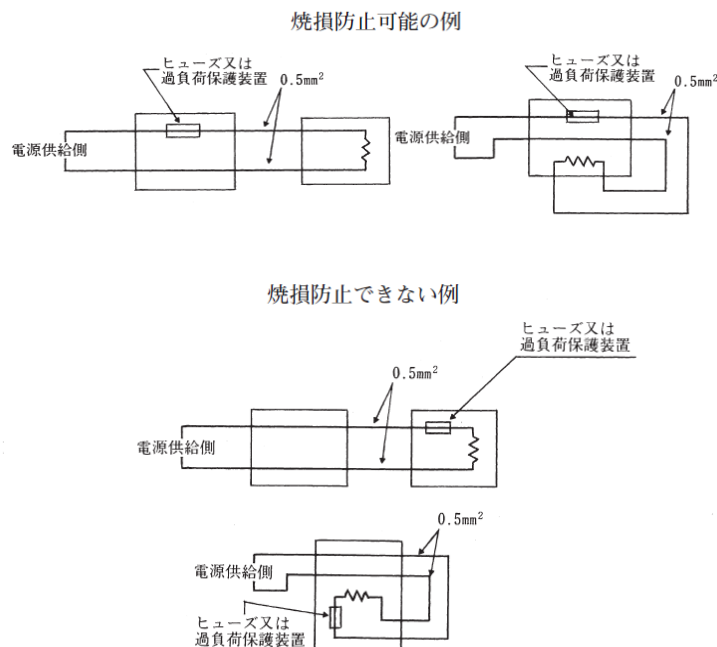 焼損防止可能の例
ヒューズ又は
過負荷保護装置
0.5mm²
電源供給側
ヒューズ又は
過負荷保護装置
0.5mm²
電源供給側
焼損防止できない例
ヒューズ又は
過負荷保護装置
0.5mm²
電源供給側
0.5mm²
電源供給側
ヒューズ又は
過負荷保護装置